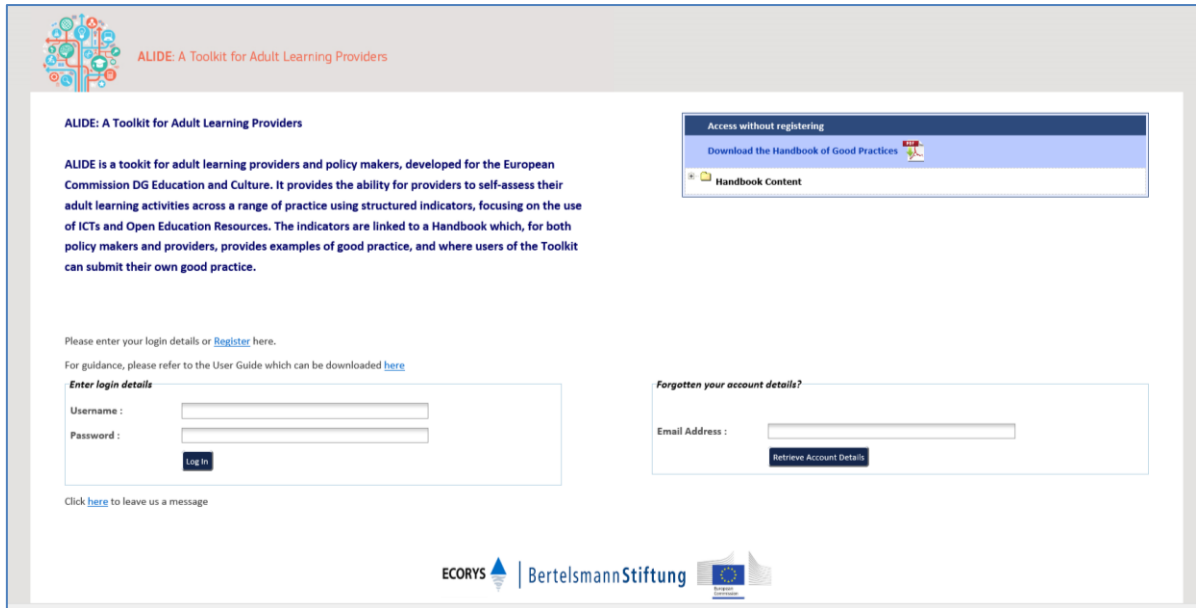 ALIDE: A Toolkit for Adult Learning Providers
ALIDE: A Toolkit for Adult Learning Providers
ALIDE is a tookit for adult learning providers and policy makers, developed for the European
Commission DG Education and Culture. It provides the ability for providers to self-assess their
adult learning activities across a range of practice using structured indicators, focusing on the use
of ICTs and Open Education Resources. The indicators are linked to a Handbook which, for both
policy makers and providers, provides examples of good practice, and where users of the Toolkit
can submit their own good practice.
Access without registering
Download the Handbook of Good Practices
PDF
Handbook Content
Please enter your login details or Register here.
For guidance, please refer to the User Guide which can be downloaded here
Enter login details
Username :
Password :
Log In
Forgotten your account details?
Email Address :
Retrieve Account Details
Click here to leave us a message
ECORYS
BertelsmannStiftung
European
Commission